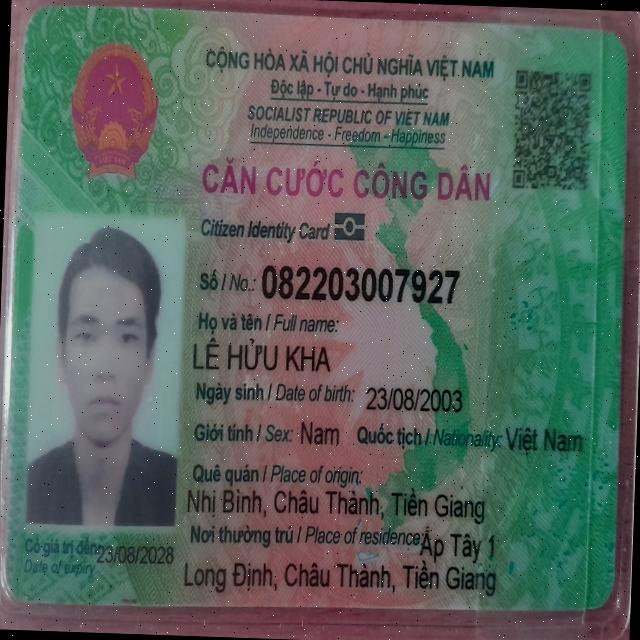 CỘNG HÒA XÃ HỘI CHỦ NGHĨA VIỆT NAM
Độc lập - Tự do - Hạnh phúc
SOCIALIST REPUBLIC OF VIET NAM
Independence - Freedom - Happiness
CĂN CƯỚC CÔNG DÂN
Citizen Identity Card
Số / No.: 082203007927
Họ và tên / Full name:
LÊ HỬU KHA
Ngày sinh / Date of birth: 23/08/2003
Giới tính / Sex: Nam Quốc tịch / Nationality: Việt Nam
Quê quán / Place of origin:
Nhị Bình, Châu Thành, Tiền Giang
Nơi thường trú / Place of residence: Ấp Tây 1
Long Định, Châu Thành, Tiền Giang
Có giá trị đến: 23/08/2028
Date of expiry
VIỆT NAM